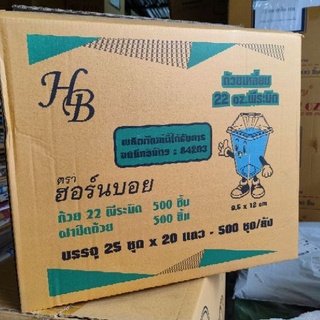 HB
ถ้วยเหลี่ยม
22 oz.พีระมิด
ผลิตภัณฑ์นี้ได้รับการ
จดสิทธิบัตร : 84203
ตรา
ฮอร์นบอย
9.5 x 12 cm
ถ้วย 22 พีระมิด 500 ชิ้น
ฝาปิดถ้วย 500 ชิ้น
บรรจุ 25 ชุด x 20 แถว - 500 ชุด/ลัง